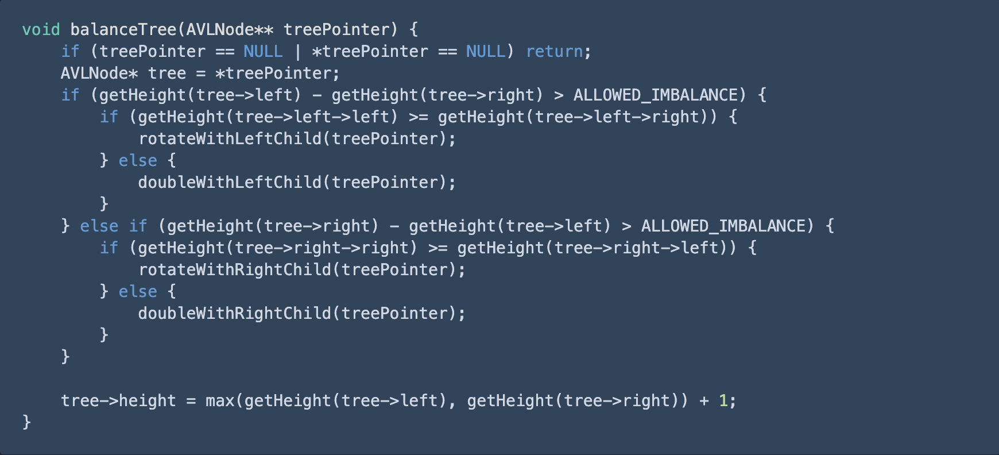 void balanceTree(AVLNode** treePointer) {
    if (treePointer == NULL | *treePointer == NULL) return;
    AVLNode* tree = *treePointer;
    if (getHeight(tree->left) - getHeight(tree->right) > ALLOWED_IMBALANCE) {
        if (getHeight(tree->left->left) >= getHeight(tree->left->right)) {
            rotateWithLeftChild(treePointer);
        } else {
            doubleWithLeftChild(treePointer);
        }
    } else if (getHeight(tree->right) - getHeight(tree->left) > ALLOWED_IMBALANCE) {
        if (getHeight(tree->right->right) >= getHeight(tree->right->left)) {
            rotateWithRightChild(treePointer);
        } else {
            doubleWithRightChild(treePointer);
        }
    }

    tree->height = max(getHeight(tree->left), getHeight(tree->right)) + 1;
}